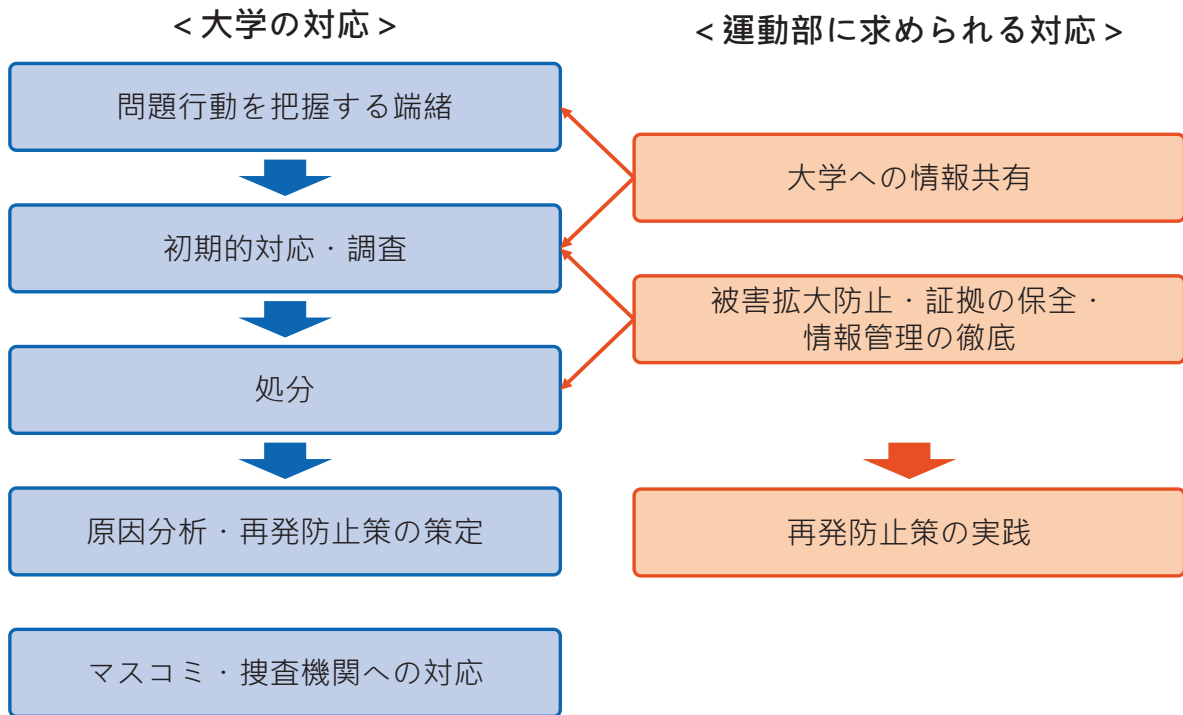 <大学の対応>
問題行動を把握する端緒
初期的対応・調査
処分
原因分析・再発防止策の策定
マスコミ・捜査機関への対応
<運動部に求められる対応>
大学への情報共有
被害拡大防止・証拠の保全・
情報管理の徹底
再発防止策の実践